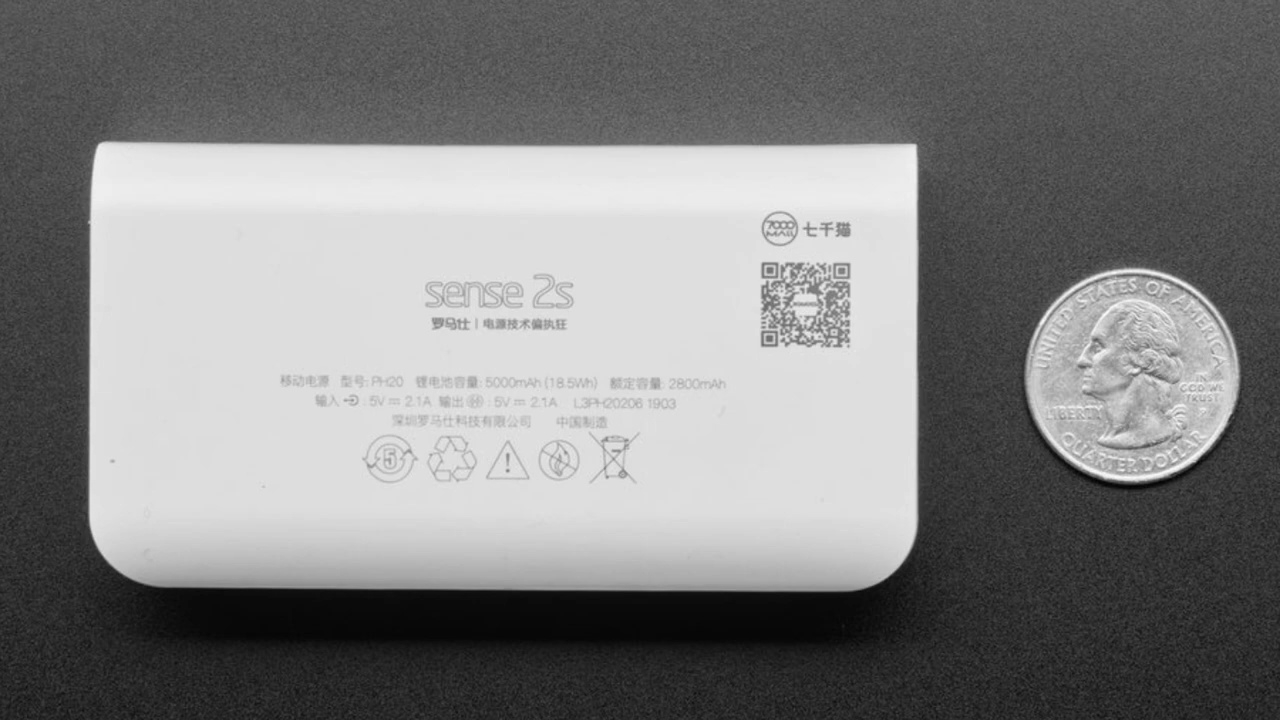 7000 MALL 七千猫
sense 2s
罗马仕 | 电源技术偏执狂
移动电源 型号: PH20 锂电池容量: 5000mAh (18.5Wh) 额定容量: 2800mAh
输入 : 5V⎓2.1A 输出 : 5V⎓2.1A L3PH20206 1903
深圳罗马仕科技有限公司 中国制造
5
UNITED STATES OF AMERICA
IN
GOD WE
TRUST
LIBERTY
P
QUARTER DOLLAR